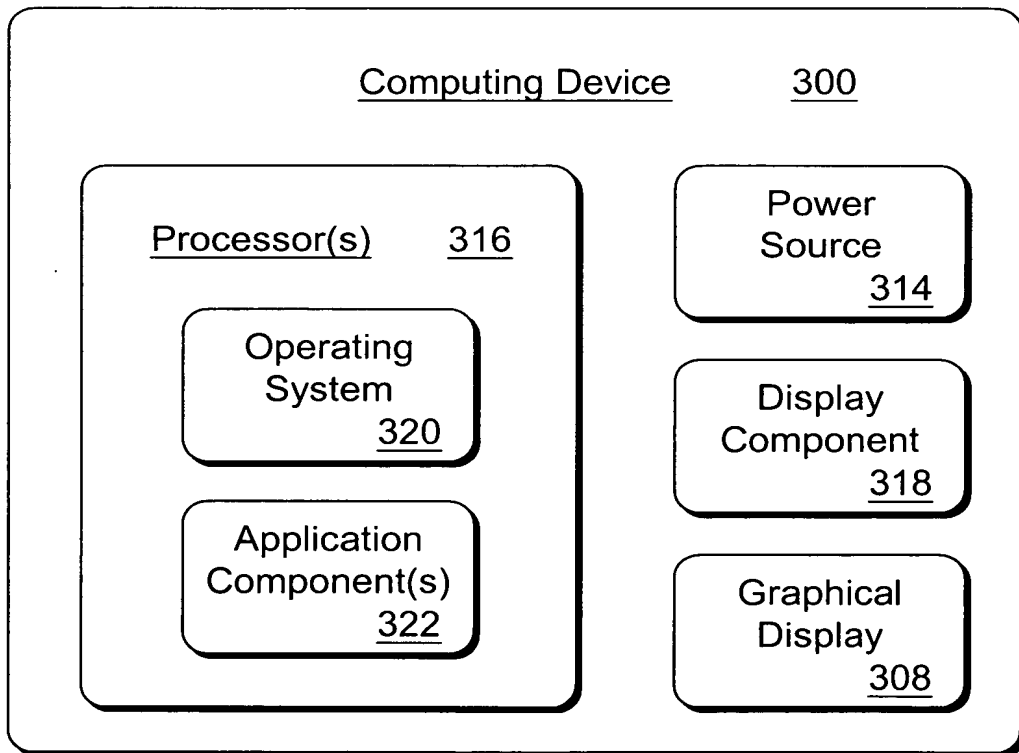 Computing Device 300
Processor(s) 316
Operating
System
320
Application
Component(s)
322
Power
Source
314
Display
Component
318
Graphical
Display
308